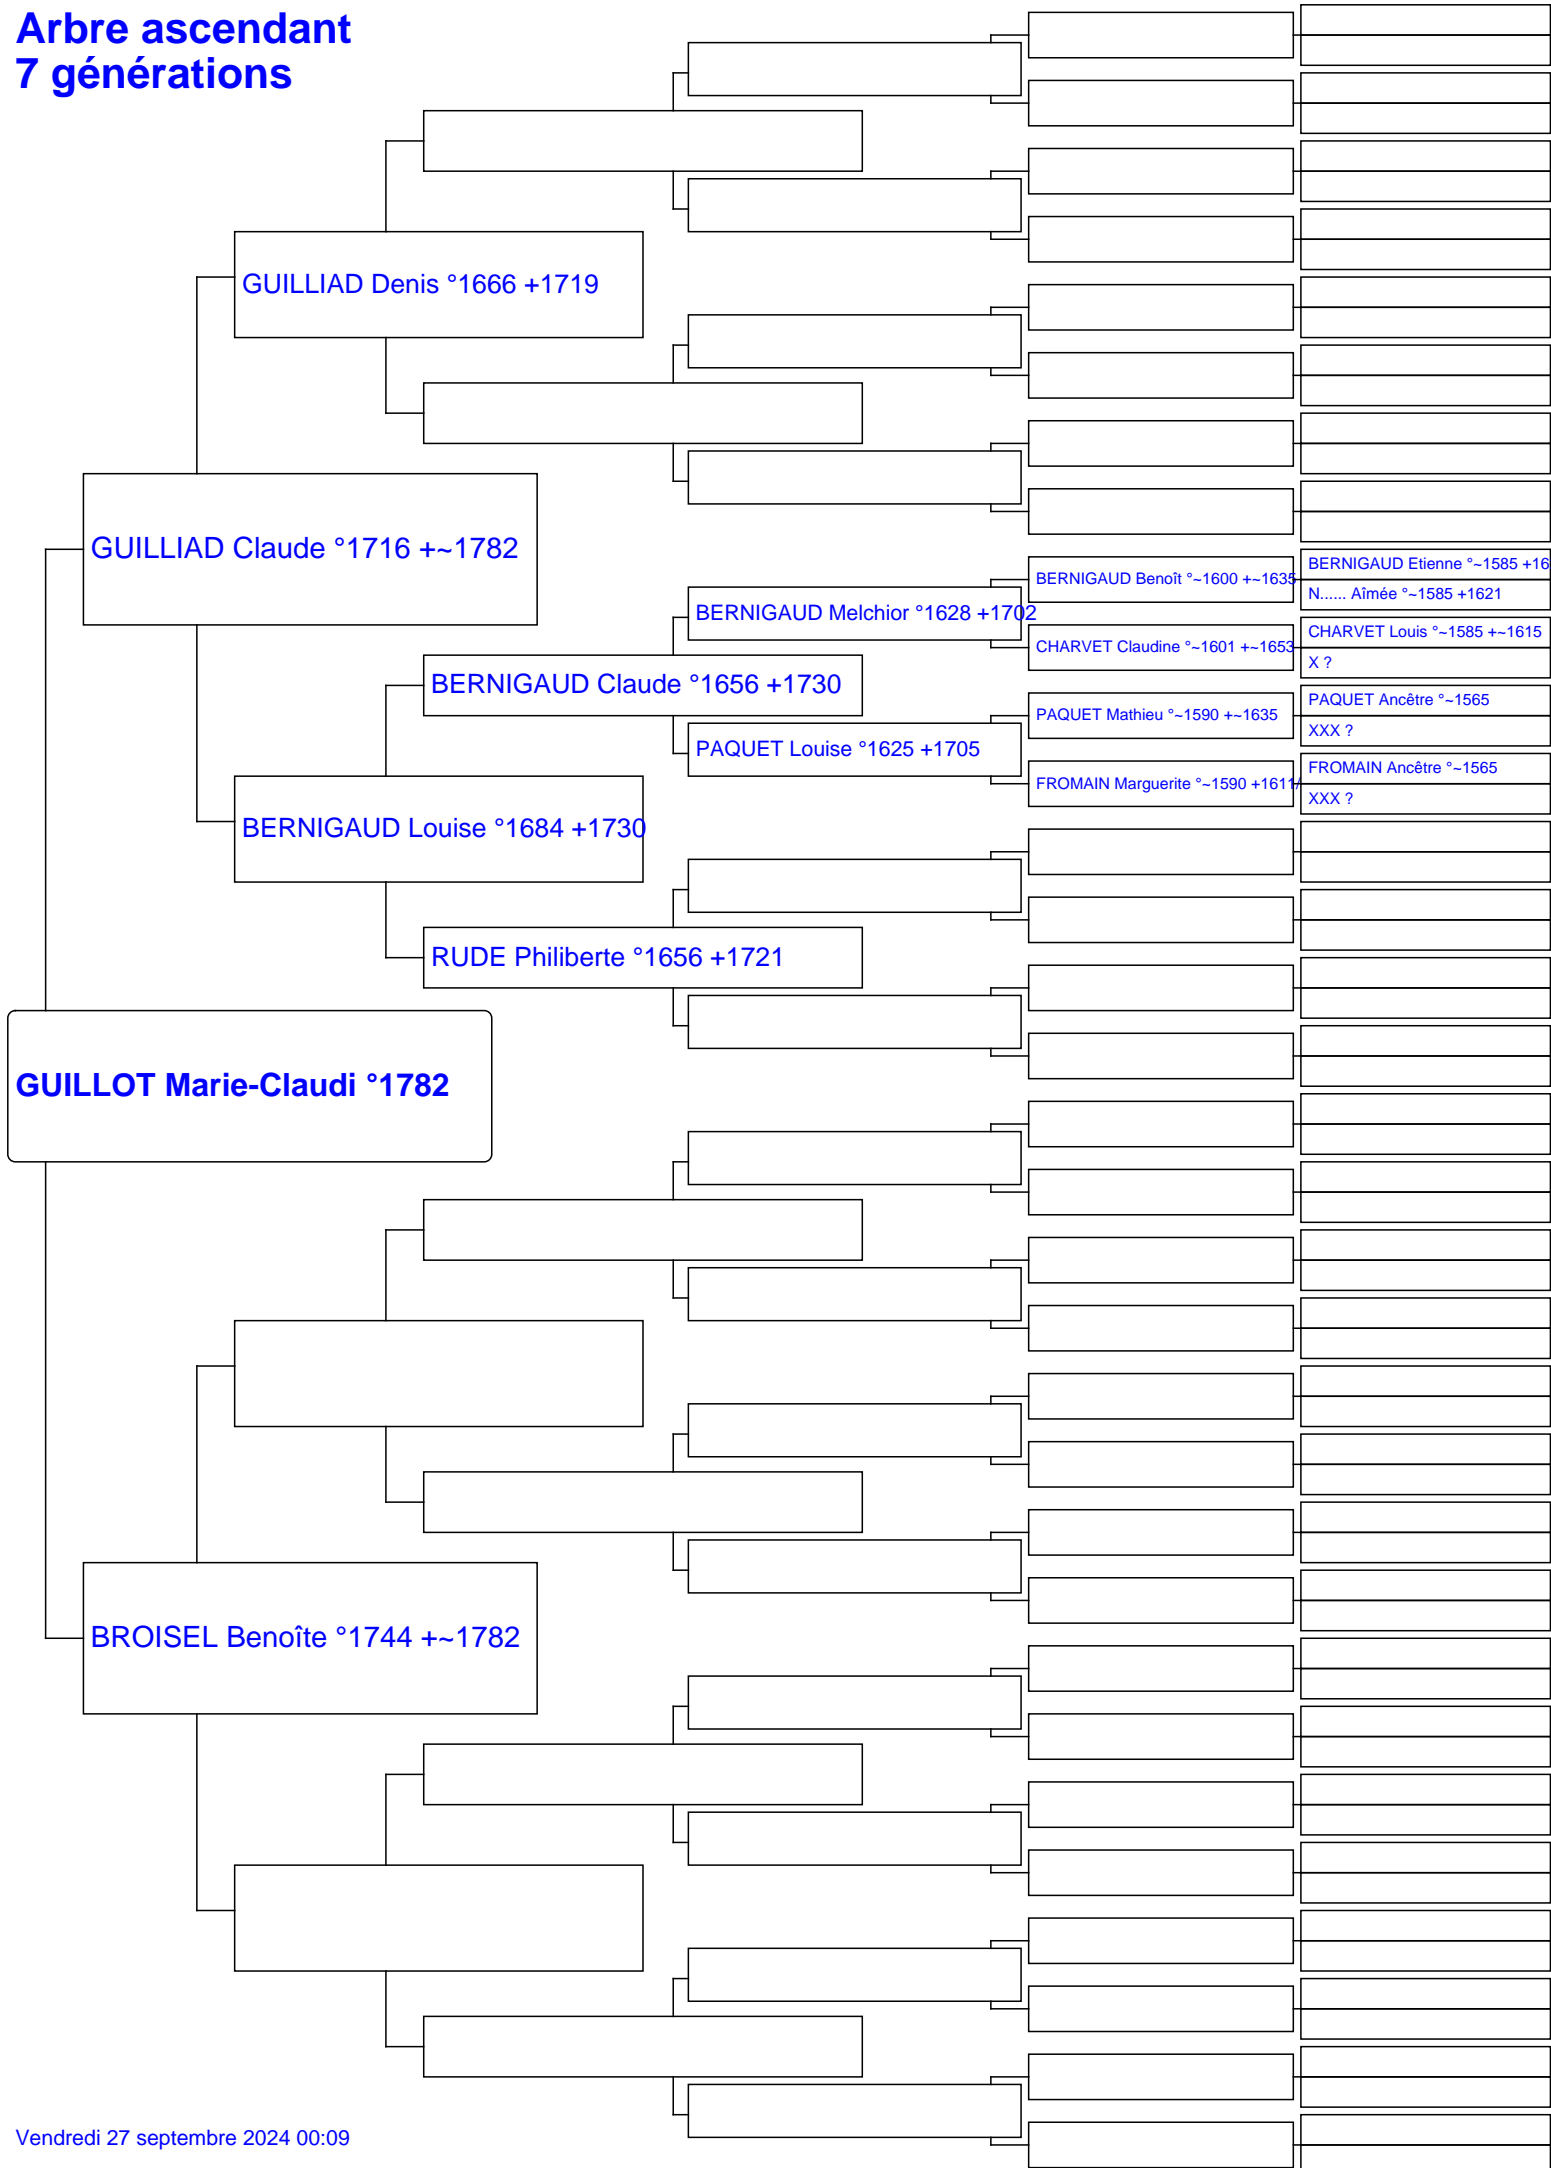 Arbre ascendant
7 générations
GUILLIAD Denis °1666 +1719
GUILLIAD Claude °1716 +~1782
BERNIGAUD Etienne °~1585 +16
BERNIGAUD Benoît °~1600 +~1635
N...... Aîmée °~1585 +1621
BERNIGAUD Melchior °1628 +1702
CHARVET Louis °~1585 +~1615
CHARVET Claudine °~1601 +~1653
X ?
BERNIGAUD Claude °1656 +1730
PAQUET Ancêtre °~1565
PAQUET Mathieu °~1590 +~1635
XXX ?
PAQUET Louise °1625 +1705
FROMAIN Ancêtre °~1565
FROMAIN Marguerite °~1590 +1611/
XXX ?
BERNIGAUD Louise °1684 +1730
RUDE Philiberte °1656 +1721
GUILLOT Marie-Claudi °1782
BROISEL Benoîte °1744 +~1782
Vendredi 27 septembre 2024 00:09